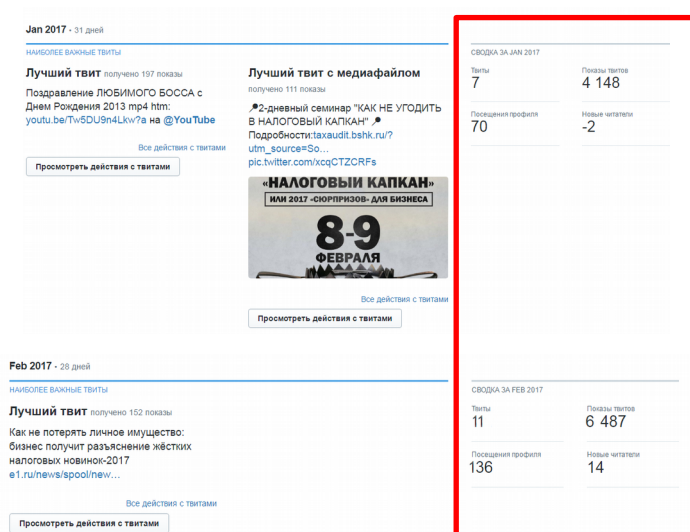 Jan 2017 • 31 дней
НАИБОЛЕЕ ВАЖНЫЕ ТВИТЫ
Лучший твит получено 197 показы
Поздравление ЛЮБИМОГО БОССА с
Днем Рождения 2013 mp4 htm:
youtu.be/Tw5DU9n4Lkw?a на @YouTube
Все действия с твитами
Просмотреть действия с твитами
Лучший твит с медиафайлом
получено 111 показы
📍2-дневный семинар "КАК НЕ УГОДИТЬ
В НАЛОГОВЫЙ КАПКАН" 📍
Подробности:taxaudit.bshk.ru/?
utm_source=So…
pic.twitter.com/xcqCTZCRFs
«НАЛОГОВЫЙ КАПКАН»
ИЛИ 2017 -СЮРПРИЗОВ- ДЛЯ БИЗНЕСА
8-9
ФЕВРАЛЯ
Все действия с твитами
Просмотреть действия с твитами
СВОДКА ЗА JAN 2017
Твиты
7
Показы твитов
4 148
Посещения профиля
70
Новые читатели
-2
Feb 2017 • 28 дней
НАИБОЛЕЕ ВАЖНЫЕ ТВИТЫ
Лучший твит получено 152 показы
Как не потерять личное имущество:
бизнес получит разъяснение жёстких
налоговых новинок-2017
e1.ru/news/spool/new…
Все действия с твитами
Просмотреть действия с твитами
СВОДКА ЗА FEB 2017
Твиты
11
Показы твитов
6 487
Посещения профиля
136
Новые читатели
14